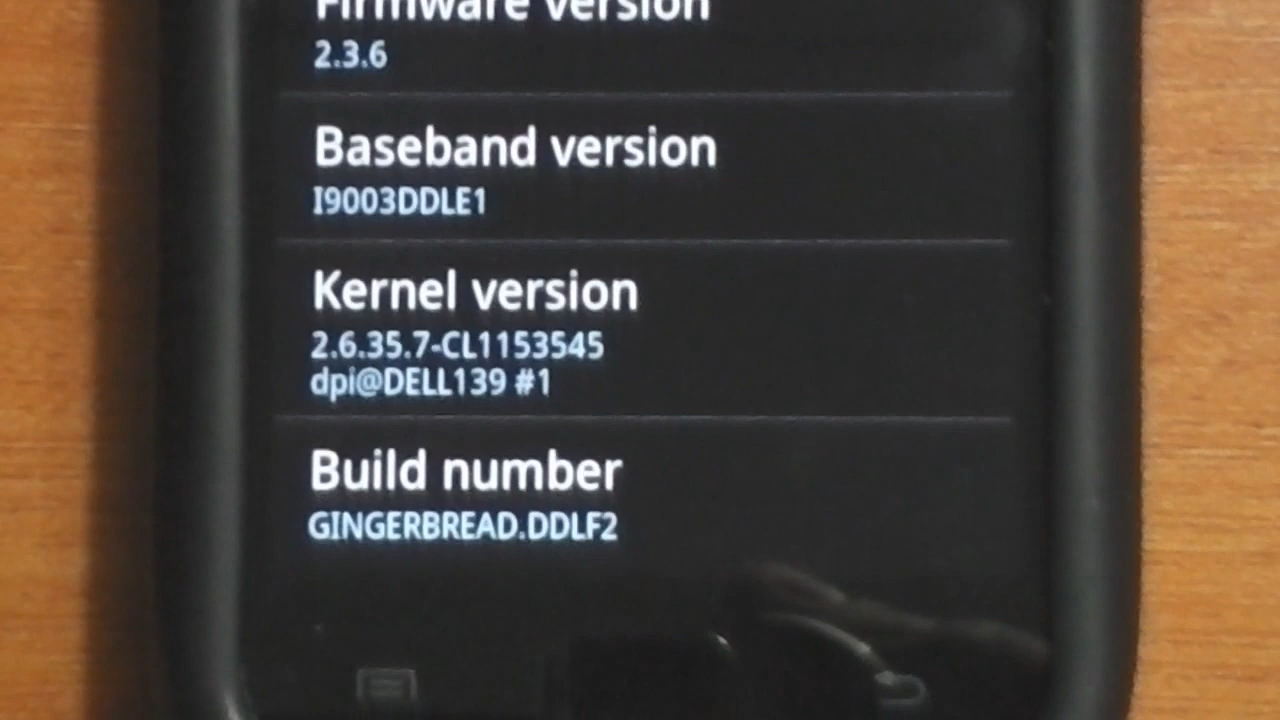 Firmware version
2.3.6
Baseband version
I9003DDLE1
Kernel version
2.6.35.7-CL1153545
dpi@DELL139 #1
Build number
GINGERBREAD.DDLF2